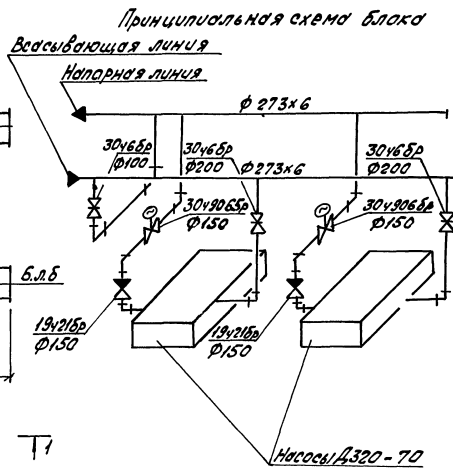 Принципиальная схема блока
Всасывающая линия
Напорная линия
ф 273×6
30ч6бр
ф100
30ч6бр
ф200
ф273×6
30ч6бр
ф200
30ч906бр
ф150
30ч906бр
ф150
Б.л.б
19ч21бр
ф150
19ч21бр
ф150
Т1
Насосы Д320-70